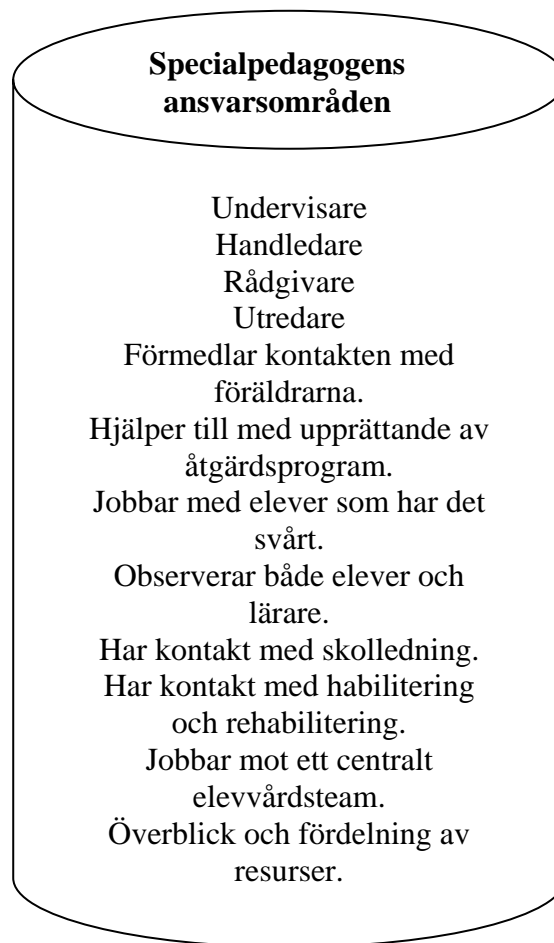 Specialpedagogens
ansvarsområden
Undervisare
Handledare
Rådgivare
Utredare
Förmedlar kontakten med
föräldrarna.
Hjälper till med upprättande av
åtgärdsprogram.
Jobbar med elever som har det
svårt.
Observerar både elever och
lärare.
Har kontakt med skolledning.
Har kontakt med habilitering
och rehabilitering.
Jobbar mot ett centralt
elevvårdsteam.
Överblick och fördelning av
resurser.